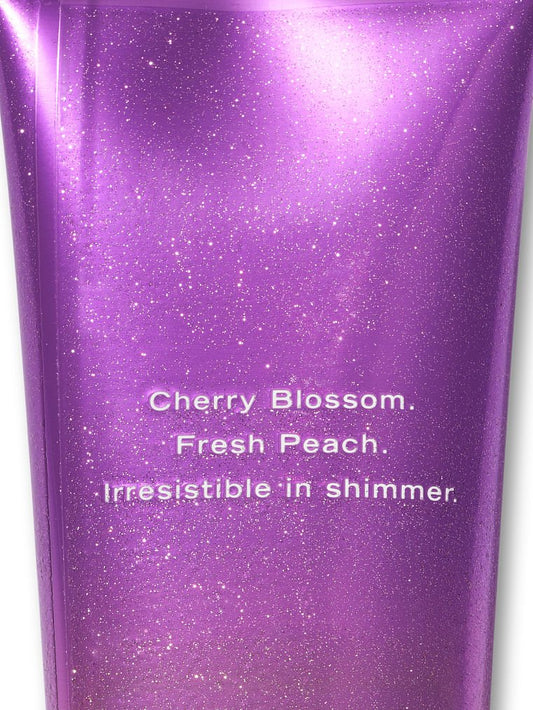 Cherry Blossom.
Fresh Peach.
Irresistible in shimmer.